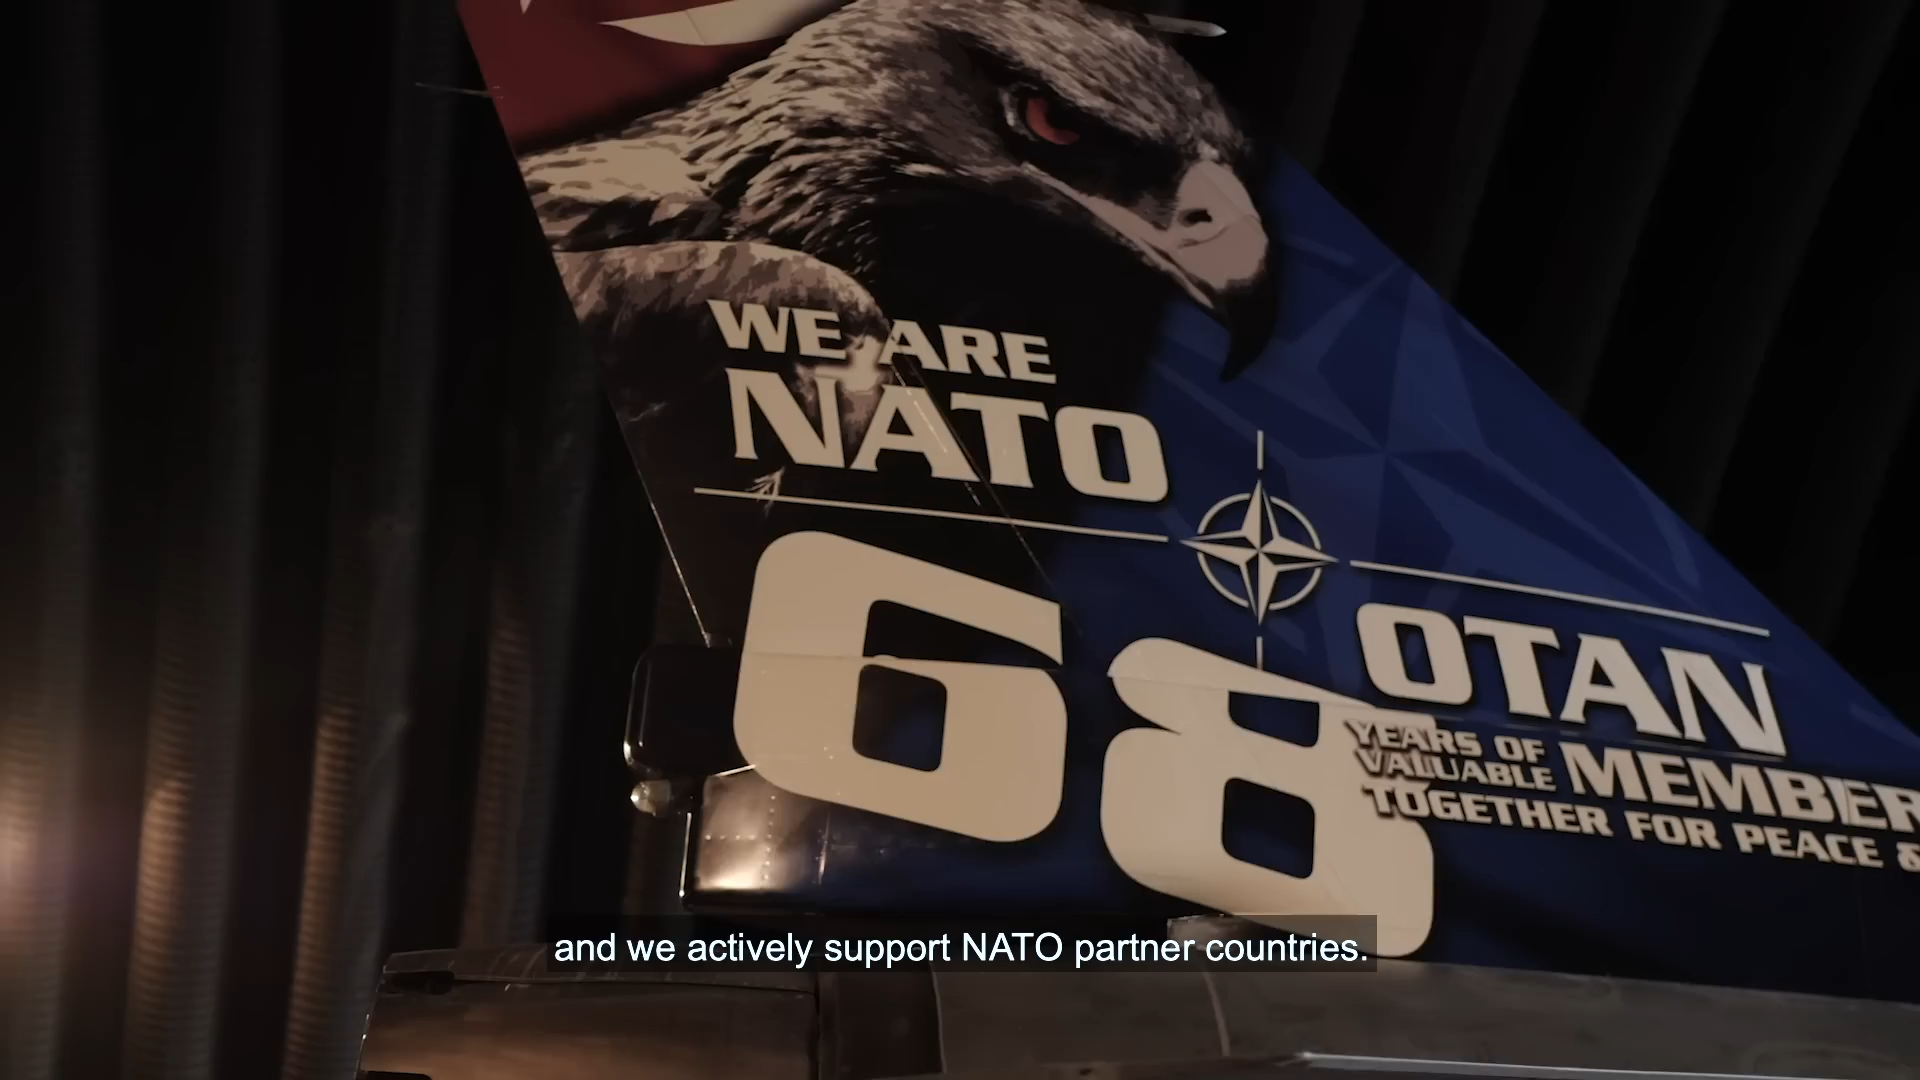 WE ARE
NATO
OTAN
68
YEARS OF
VALUABLE
MEMBER
TOGETHER FOR PEACE &
and we actively support NATO partner countries.